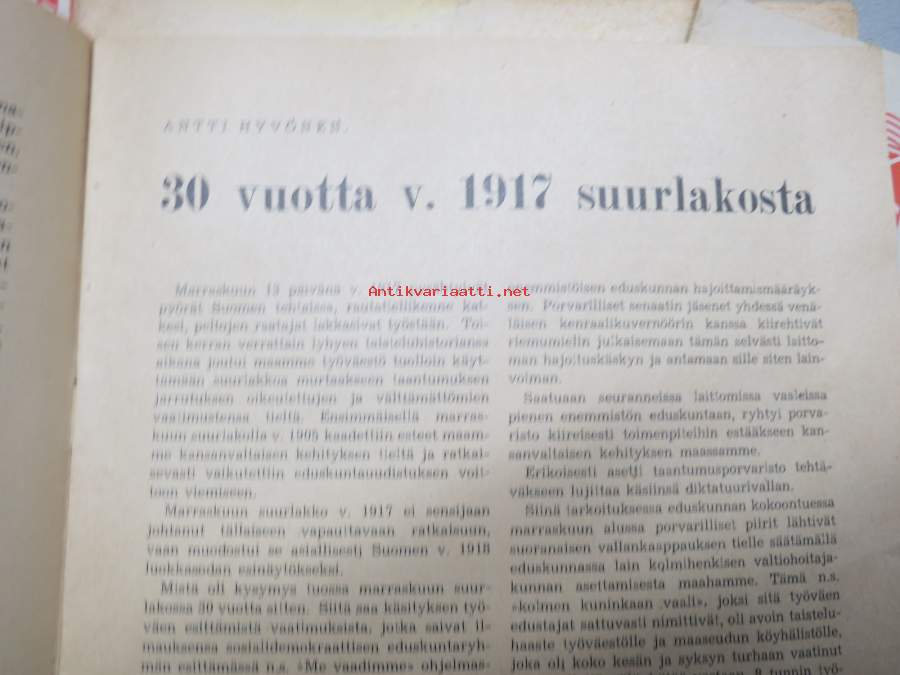 ANTTI HYVÖNEN.
30 vuotta v. 1917 suurlakosta
Marraskuun 13 päivänä v.
pyörät Suomen tehtaissa, rautatieliikenne kat-
kesi, peltojen raatajat lakkasivat työstään. Toi-
sen kerran verrattain lyhyen taisteluhistoriansa
aikana joutui maamme työväestö tuolloin käyt-
tämään suurlakkoa murtaakseen taantumuksen
jarrutuksen oikeutettujen ja välttämättömien
vaatimustensa tieltä. Ensimmäisellä marras-
kuun suurlakolla v. 1905 kaadettiin esteet maam-
me kansanvaltaisen kehityksen tieltä ja ratkai-
sevasti vaikutettiin eduskuntauudistuksen voit-
toon viemiseen.
Marraskuun suurlakko v. 1917 ei sensijaan
johtanut tällaiseen vapauttavaan ratkaisuun,
vaan muodostui se asiallisesti Suomen v. 1918
luokkasodan esinäytökseksi.
Mistä oli kysymys tuossa marraskuun suur-
lakossa 30 vuotta sitten. Siitä saa käsityksen työ-
väen esittämistä vaatimuksista, jotka saivat il-
mauksensa sosialidemokraattisen eduskuntaryh-
män esittämässä n.s. «Me vaadimme» ohjelmas-
enemmistöisen eduskunnan hajoittamismääräyk-
sen. Porvarilliset senaatin jäsenet yhdessä venä-
läisen kenraalikuvernöörin kanssa kiirehtivät
riemumielin julkaisemaan tämän selvästi laitto-
man hajoituskäskyn ja antamaan sille siten lain-
voiman.
Saatuaan seuranneissa laittomissa vaaleissa
pienen enemmistön eduskuntaan, ryhtyi porva-
risto kiireisesti toimenpiteihin estääkseen kan-
sanvaltaisen kehityksen maassamme.
Erikoisesti asetti taantumusporvaristo tehtä-
väkseen lujittaa käsiinsä diktatuurivallan.
Siinä tarkoituksessa eduskunnan kokoontuessa
marraskuun alussa porvarilliset piirit lähtivät
suoranaisen vallankaappauksen tielle säätämällä
eduskunnassa lain kolmihenkisen valtiohoitaja-
kunnan asettamisesta maahamme. Tämä n.s.
«kolmen kuninkaan vaali», joksi sitä työväen
edustajat sattuvasti nimittivät, oli avoin taistelu-
haaste työväestölle ja maaseudun köyhälistölle,
joka oli koko kesän ja syksyn turhaan vaatinut
8 tunnin työ-
Antikvariaatti.net